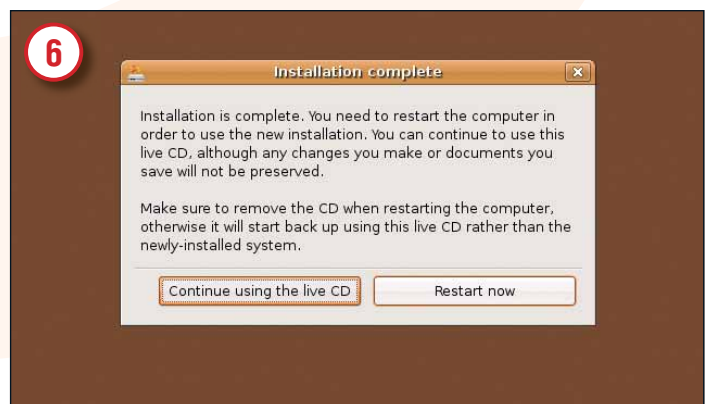 6
Installation complete
Installation is complete. You need to restart the computer in
order to use the new installation. You can continue to use this
live CD, although any changes you make or documents you
save will not be preserved.
Make sure to remove the CD when restarting the computer,
otherwise it will start back up using this live CD rather than the
newly-installed system.
Continue using the live CD
Restart now